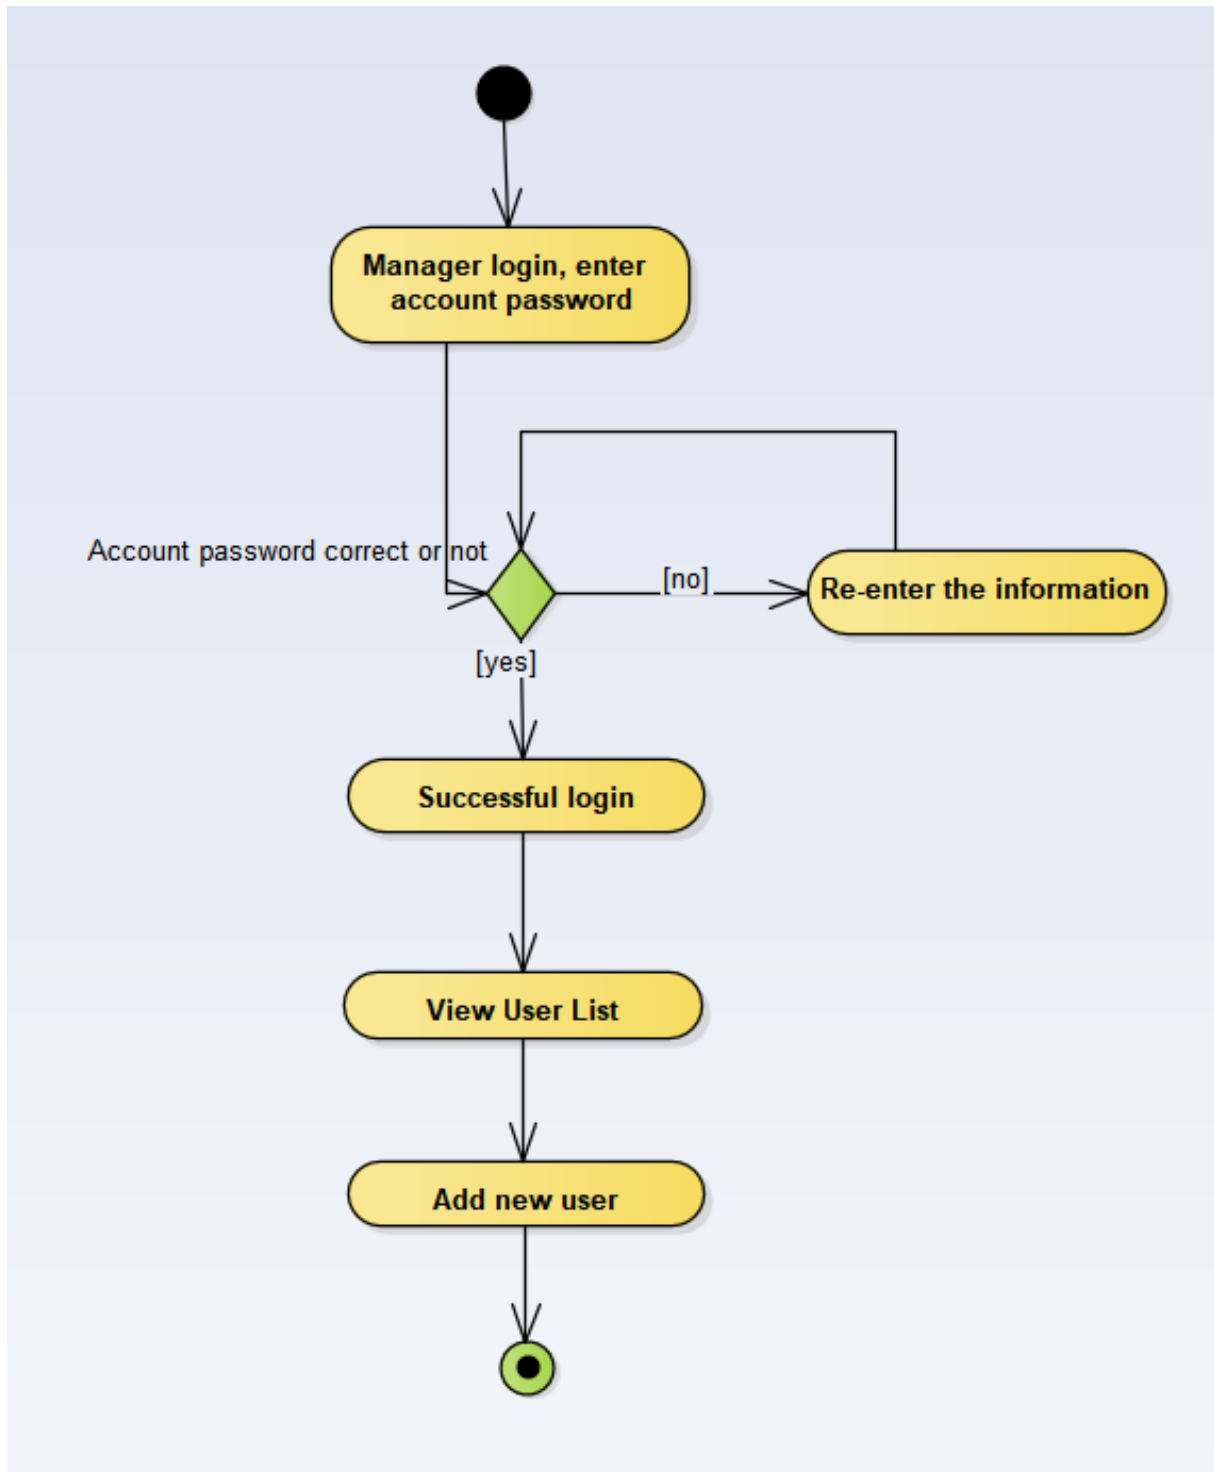 Manager login, enter
account password
Account password correct or not
[no]
Re-enter the information
[yes]
Successful login
View User List
Add new user